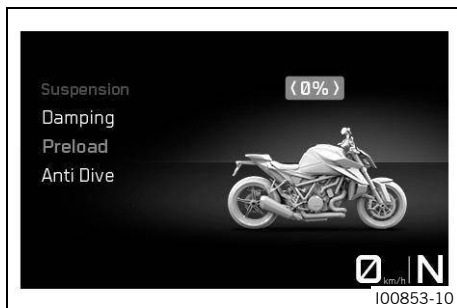 Suspension
⟨0%⟩
Damping
Preload
Anti Dive
0 km/h N
I00853-10